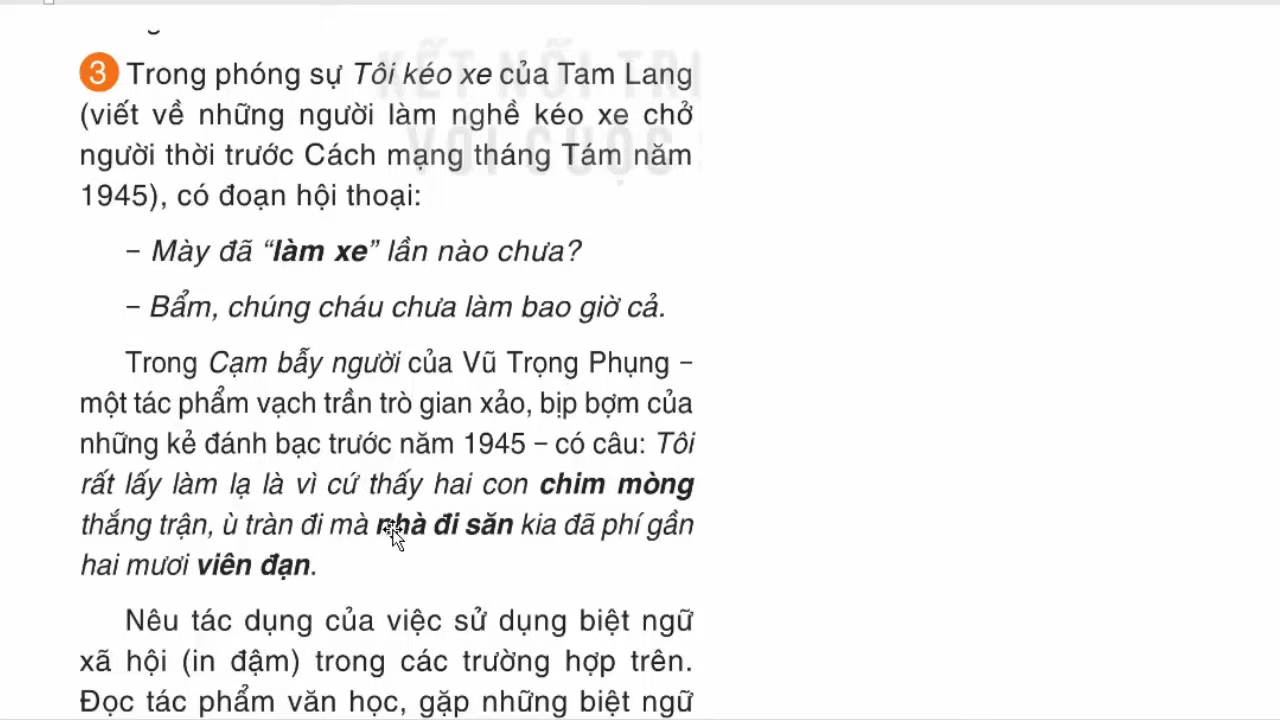 3 Trong phóng sự Tôi kéo xe của Tam Lang
(viết về những người làm nghề kéo xe chở
người thời trước Cách mạng tháng Tám năm
1945), có đoạn hội thoại:
– Mày đã “làm xe” lần nào chưa?
– Bẩm, chúng cháu chưa làm bao giờ cả.
Trong Cạm bẫy người của Vũ Trọng Phụng –
một tác phẩm vạch trần trò gian xảo, bịp bợm của
những kẻ đánh bạc trước năm 1945 – có câu: Tôi
rất lấy làm lạ là vì cứ thấy hai con chim mòng
thắng trận, ù tràn đi mà nhà đi săn kia đã phí gần
hai mươi viên đạn.
Nêu tác dụng của việc sử dụng biệt ngữ
xã hội (in đậm) trong các trường hợp trên.
Đọc tác phẩm văn học, gặp những biệt ngữ
KẾT NỐI TRI
VỚI CUỘC